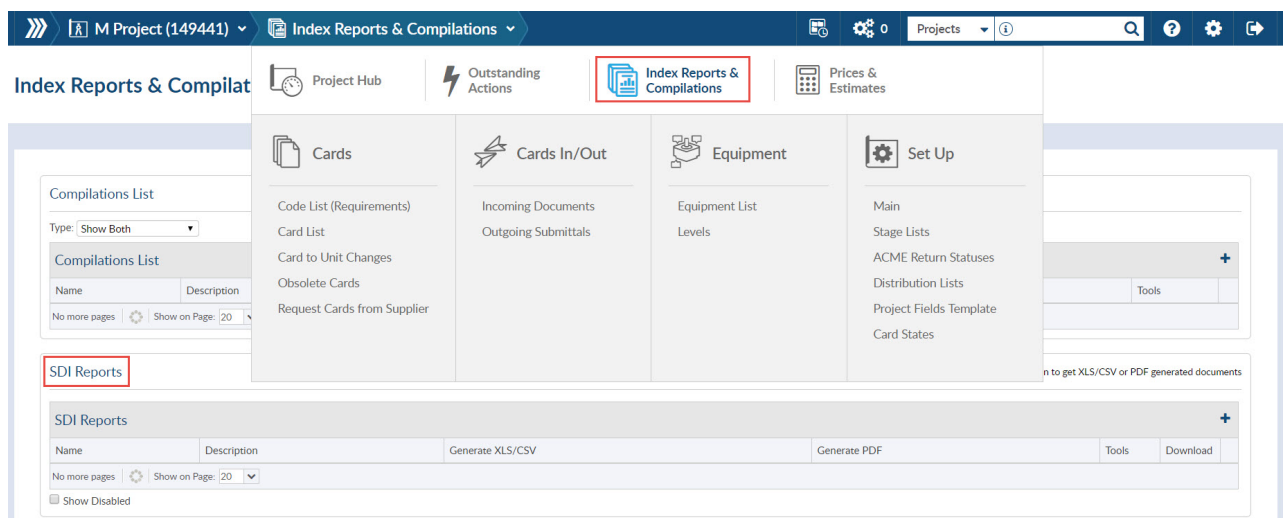 M Project (149441)
Index Reports & Compilations
0
Projects
Index Reports & Compilat
Project Hub
Outstanding
Actions
Index Reports &
Compilations
Prices &
Estimates
Cards
Code List (Requirements)
Card List
Card to Unit Changes
Obsolete Cards
Request Cards from Supplier
Cards In/Out
Incoming Documents
Outgoing Submittals
Equipment
Equipment List
Levels
Set Up
Main
Stage Lists
ACME Return Statuses
Distribution Lists
Project Fields Template
Card States
Compilations List
Type: Show Both
Compilations List
Name Description Tools
No more pages Show on Page: 20
SDI Reports
n to get XLS/CSV or PDF generated documents
SDI Reports
Name Description Generate XLS/CSV Generate PDF Tools Download
No more pages Show on Page: 20
Show Disabled